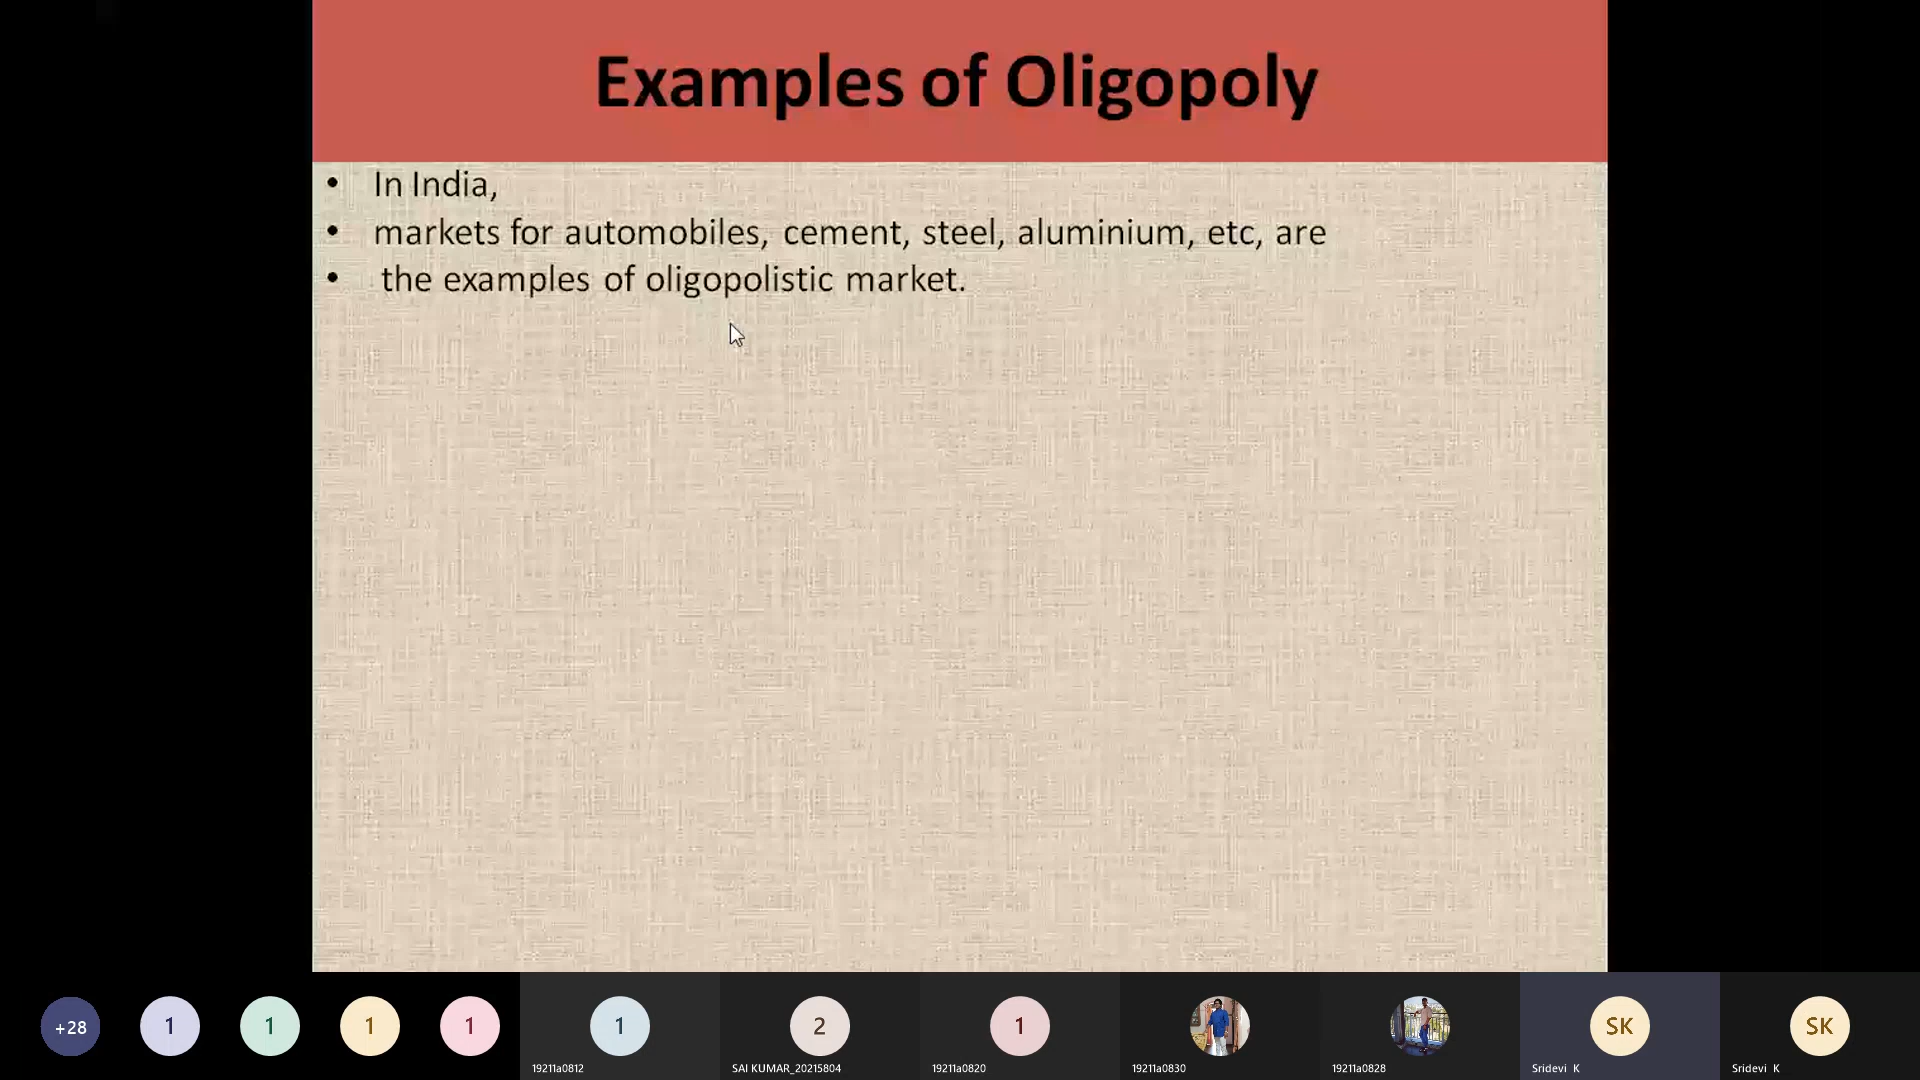 Examples of Oligopoly
• In India,
• markets for automobiles, cement, steel, aluminium, etc, are
• the examples of oligopolistic market.
+28
1
1
1
1
1
2
1
SK
SK
19211a0812
SAI KUMAR_20215804
19211a0820
19211a0830
19211a0828
Sridevi K
Sridevi K